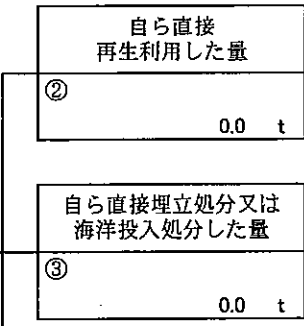 自ら直接
再生利用した量
②
0.0 t
自ら直接埋立処分又は
海洋投入処分した量
③
0.0 t